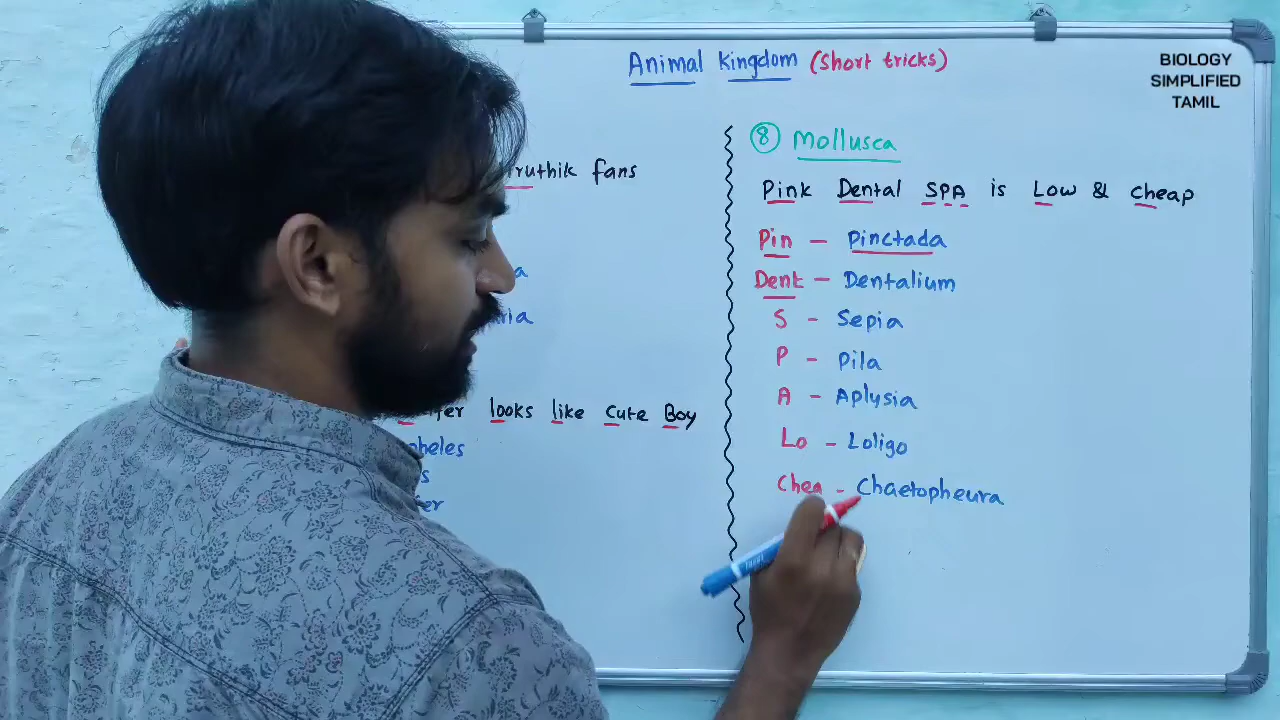 Animal Kingdom (Short tricks)
BIOLOGY
SIMPLIFIED
TAMIL
fans
looks like Cute Boy
8 Mollusca
Pink Dental SPA is Low & cheap
Pin - Pinctada
Dent - Dentalium
S - Sepia
P - Pila
A - Aplysia
Lo - Loligo
Chea - Chaetopheura